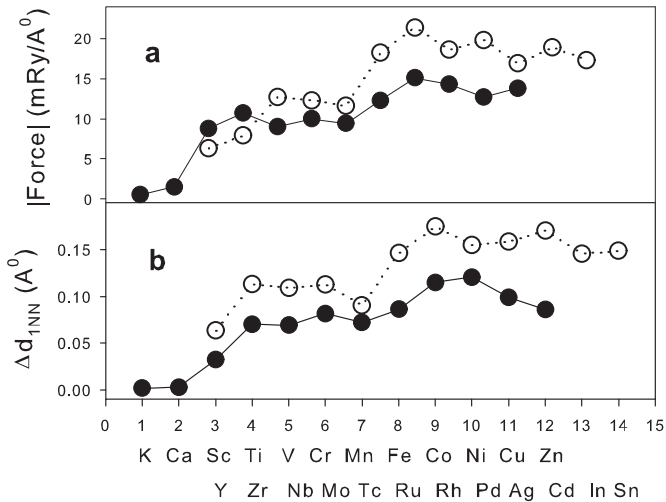 a
|Force| (mRy/A⁰)
20
15
10
5
0
b
Δd₁NN (A⁰)
0.15
0.10
0.05
0.00
0 1 2 3 4 5 6 7 8 9 10 11 12 13 14 15
K Ca Sc Ti V Cr Mn Fe Co Ni Cu Zn
Y Zr Nb Mo Tc Ru Rh Pd Ag Cd In Sn